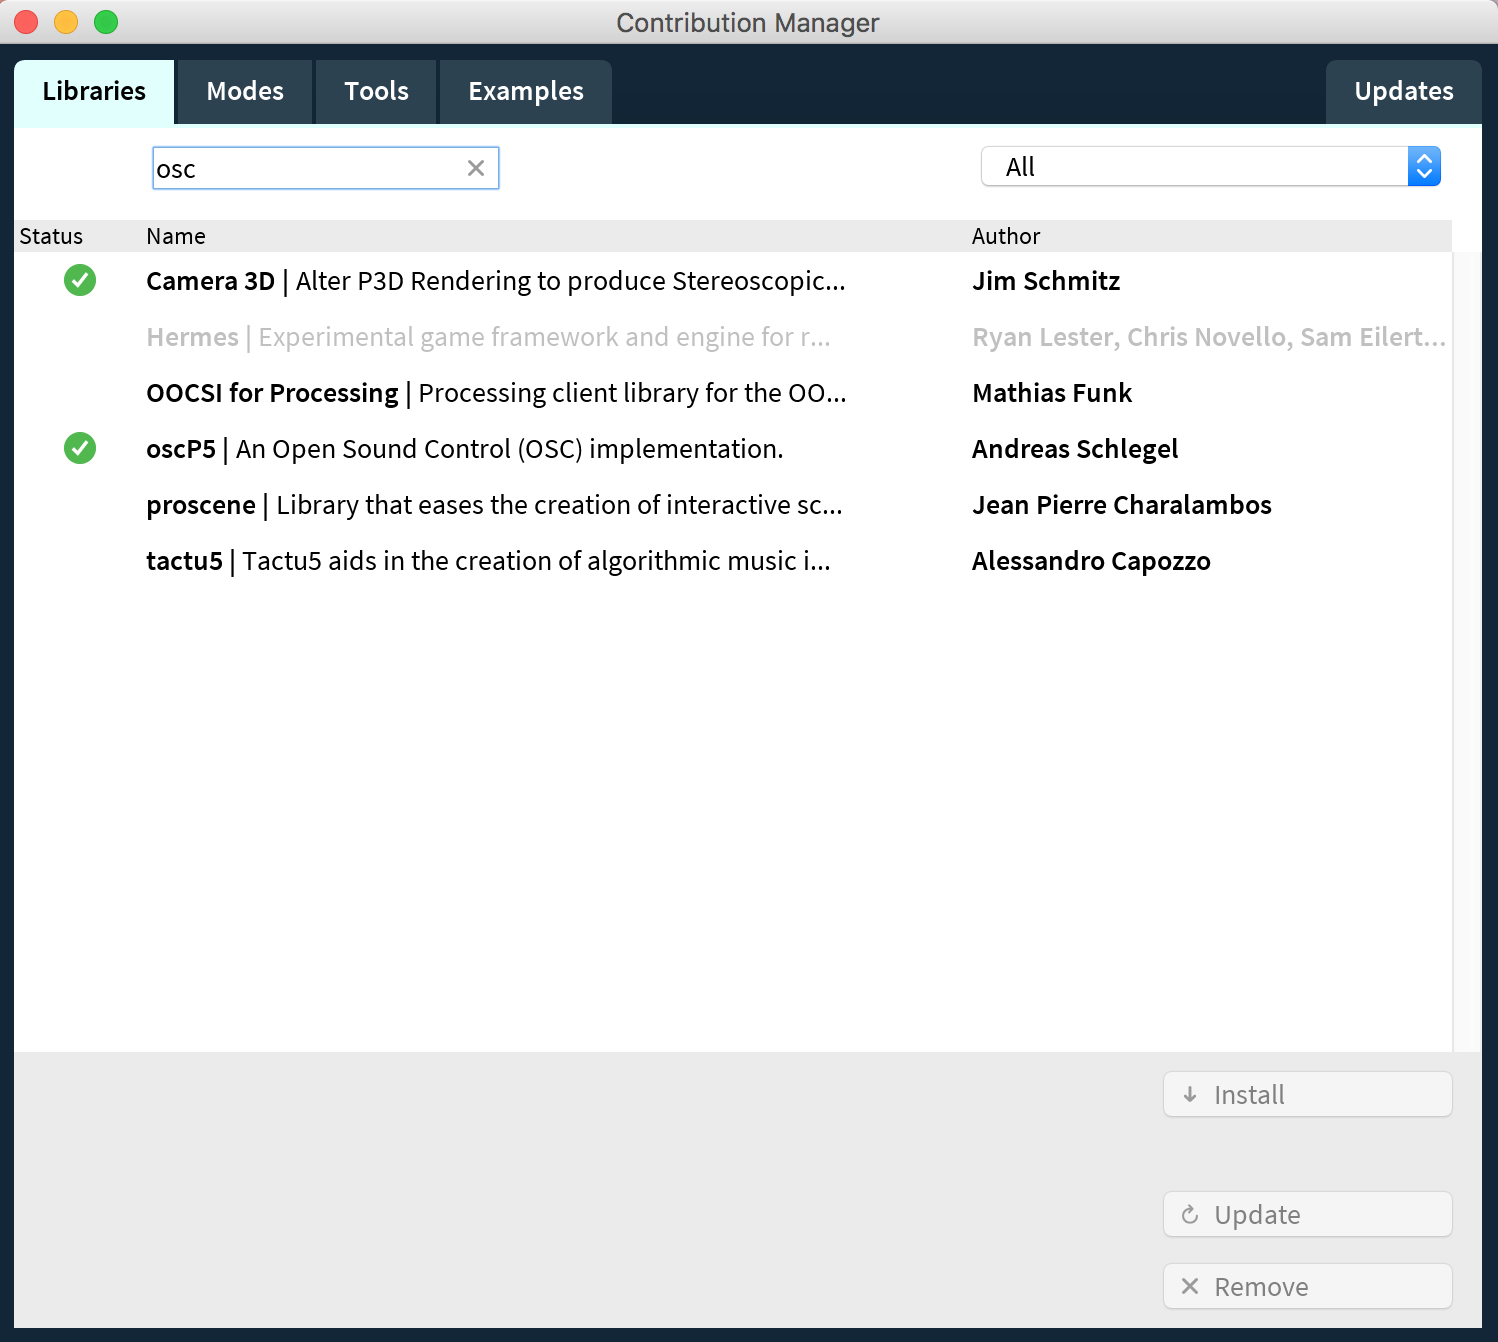 Contribution Manager
Libraries Modes Tools Examples Updates
osc All
Status Name Author
Camera 3D | Alter P3D Rendering to produce Stereoscopic... Jim Schmitz
Hermes | Experimental game framework and engine for r... Ryan Lester, Chris Novello, Sam Eilert...
OOCSI for Processing | Processing client library for the OO... Mathias Funk
oscP5 | An Open Sound Control (OSC) implementation. Andreas Schlegel
proscene | Library that eases the creation of interactive sc... Jean Pierre Charalambos
tactu5 | Tactu5 aids in the creation of algorithmic music i... Alessandro Capozzo
Install
Update
Remove